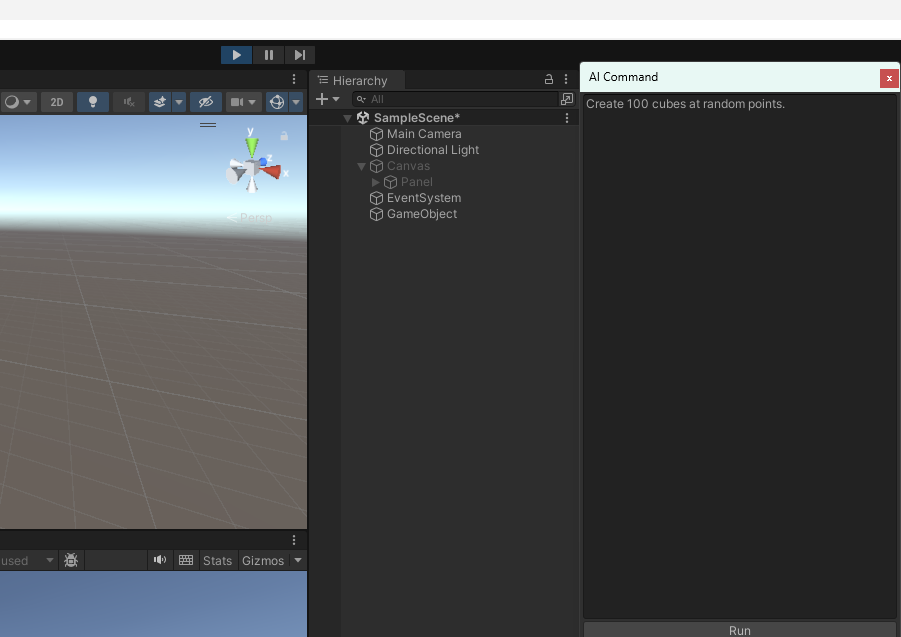 Hierarchy
AI Command
x
2D
All
Create 100 cubes at random points.
SampleScene*
y
Main Camera
Directional Light
z
Canvas
x
Panel
EventSystem
Persp
GameObject
used
Stats
Gizmos
Run